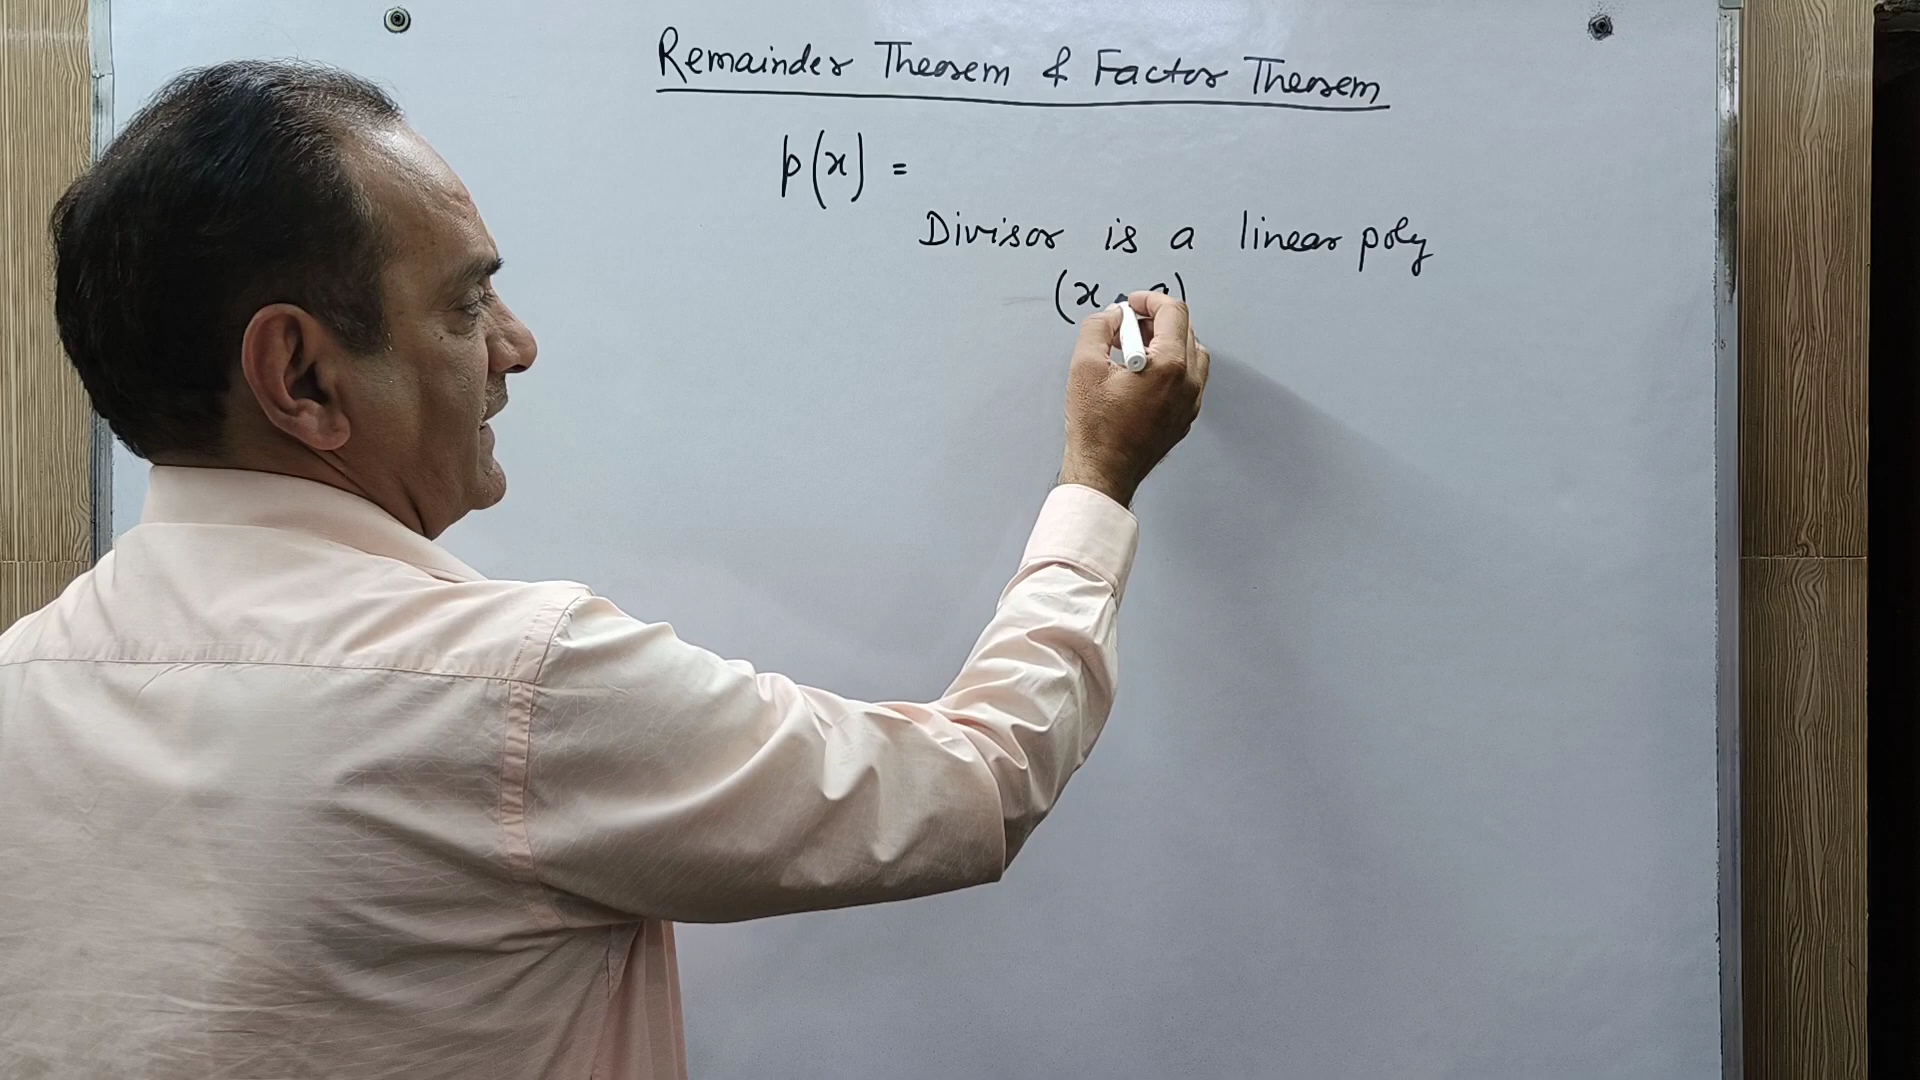 Remainder Theorem & Factor Theorem
p(x) =
Divisor is a linear poly
(x a)